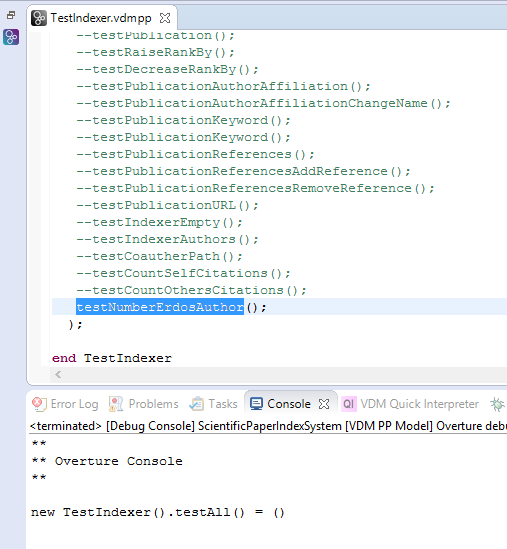 TestIndexer.vdmpp
--testPublication();
--testRaiseRankBy();
--testDecreaseRankBy();
--testPublicationAuthorAffiliation();
--testPublicationAuthorAffiliationChangeName();
--testPublicationKeyword();
--testPublicationKeyword();
--testPublicationReferences();
--testPublicationReferencesAddReference();
--testPublicationReferencesRemoveReference();
--testPublicationURL();
--testIndexerEmpty();
--testIndexerAuthors();
--testCoautherPath();
--testCountSelfCitations();
--testCountOthersCitations();
testNumberErdosAuthor();
);
end TestIndexer
Error Log Problems Tasks Console QI VDM Quick Interpreter
<terminated> [Debug Console] ScientificPaperIndexSystem [VDM PP Model] Overture debu
**
** Overture Console
**
new TestIndexer().testAll() = ()